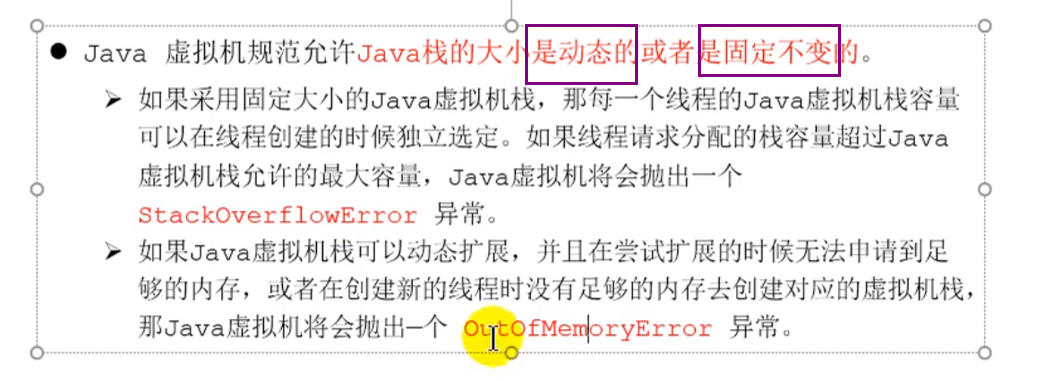 ● Java 虚拟机规范允许Java栈的大小是动态的或者是固定不变的。
➢ 如果采用固定大小的Java虚拟机栈，那每一个线程的Java虚拟机栈容量
可以在线程创建的时候独立选定。如果线程请求分配的栈容量超过Java
虚拟机栈允许的最大容量，Java虚拟机将会抛出一个
StackOverflowError 异常。
➢ 如果Java虚拟机栈可以动态扩展，并且在尝试扩展的时候无法申请到足
够的内存，或者在创建新的线程时没有足够的内存去创建对应的虚拟机栈，
那Java虚拟机将会抛出一个 OutOfMemoryError 异常。